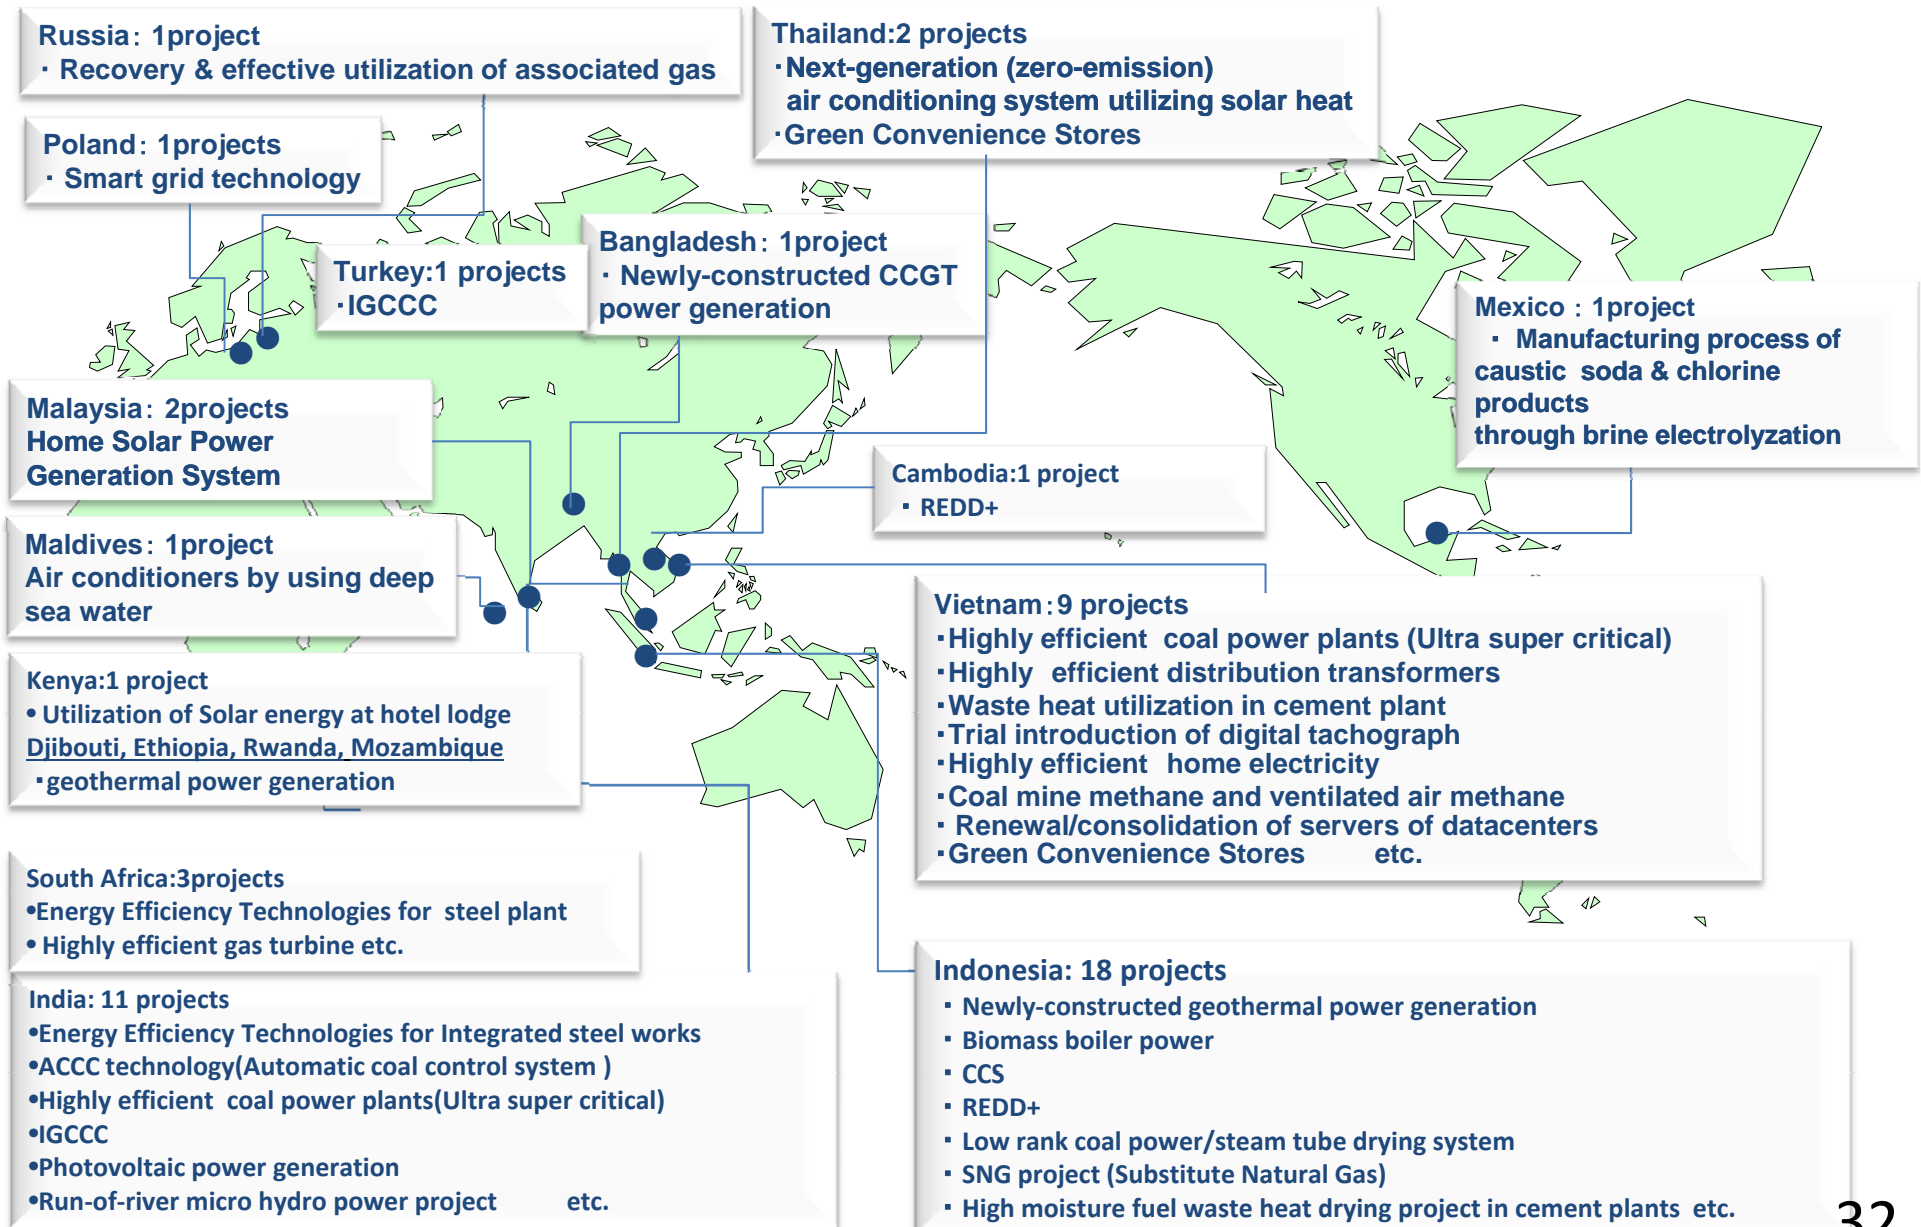 Russia: 1project
· Recovery & effective utilization of associated gas
Thailand:2 projects
·Next-generation (zero-emission)
air conditioning system utilizing solar heat
·Green Convenience Stores
Poland: 1projects
· Smart grid technology
Turkey:1 projects
·IGCCC
Bangladesh: 1project
· Newly-constructed CCGT
power generation
Mexico : 1project
· Manufacturing process of
caustic soda & chlorine
products
through brine electrolyzation
Malaysia: 2projects
Home Solar Power
Generation System
Cambodia:1 project
· REDD+
Maldives: 1project
Air conditioners by using deep
sea water
Vietnam:9 projects
·Highly efficient coal power plants (Ultra super critical)
·Highly efficient distribution transformers
·Waste heat utilization in cement plant
·Trial introduction of digital tachograph
·Highly efficient home electricity
·Coal mine methane and ventilated air methane
· Renewal/consolidation of servers of datacenters
·Green Convenience Stores etc.
Kenya:1 project
• Utilization of Solar energy at hotel lodge
Djibouti, Ethiopia, Rwanda, Mozambique
·geothermal power generation
South Africa:3projects
•Energy Efficiency Technologies for steel plant
• Highly efficient gas turbine etc.
India: 11 projects
•Energy Efficiency Technologies for Integrated steel works
•ACCC technology(Automatic coal control system )
•Highly efficient coal power plants(Ultra super critical)
•IGCCC
•Photovoltaic power generation
•Run-of-river micro hydro power project etc.
Indonesia: 18 projects
· Newly-constructed geothermal power generation
· Biomass boiler power
· CCS
· REDD+
· Low rank coal power/steam tube drying system
· SNG project (Substitute Natural Gas)
· High moisture fuel waste heat drying project in cement plants etc.
32